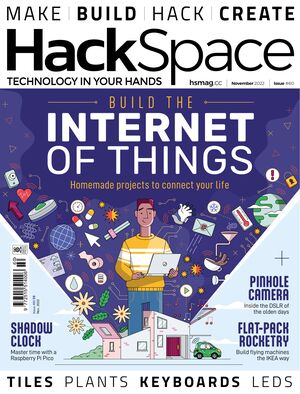 MAKE | BUILD | HACK | CREATE
HackSpace
TECHNOLOGY IN YOUR HANDS
hsmag.cc | November 2022 | Issue #60
BUILD THE
INTERNET
OF THINGS
Homemade projects to connect your life
PINHOLE
CAMERA
Inside the DSLR of
the olden days
SHADOW
CLOCK
Master time with a
Raspberry Pi Pico
FLAT-PACK
ROCKETRY
Build flying machines
the IKEA way
TILES PLANTS KEYBOARDS LEDS